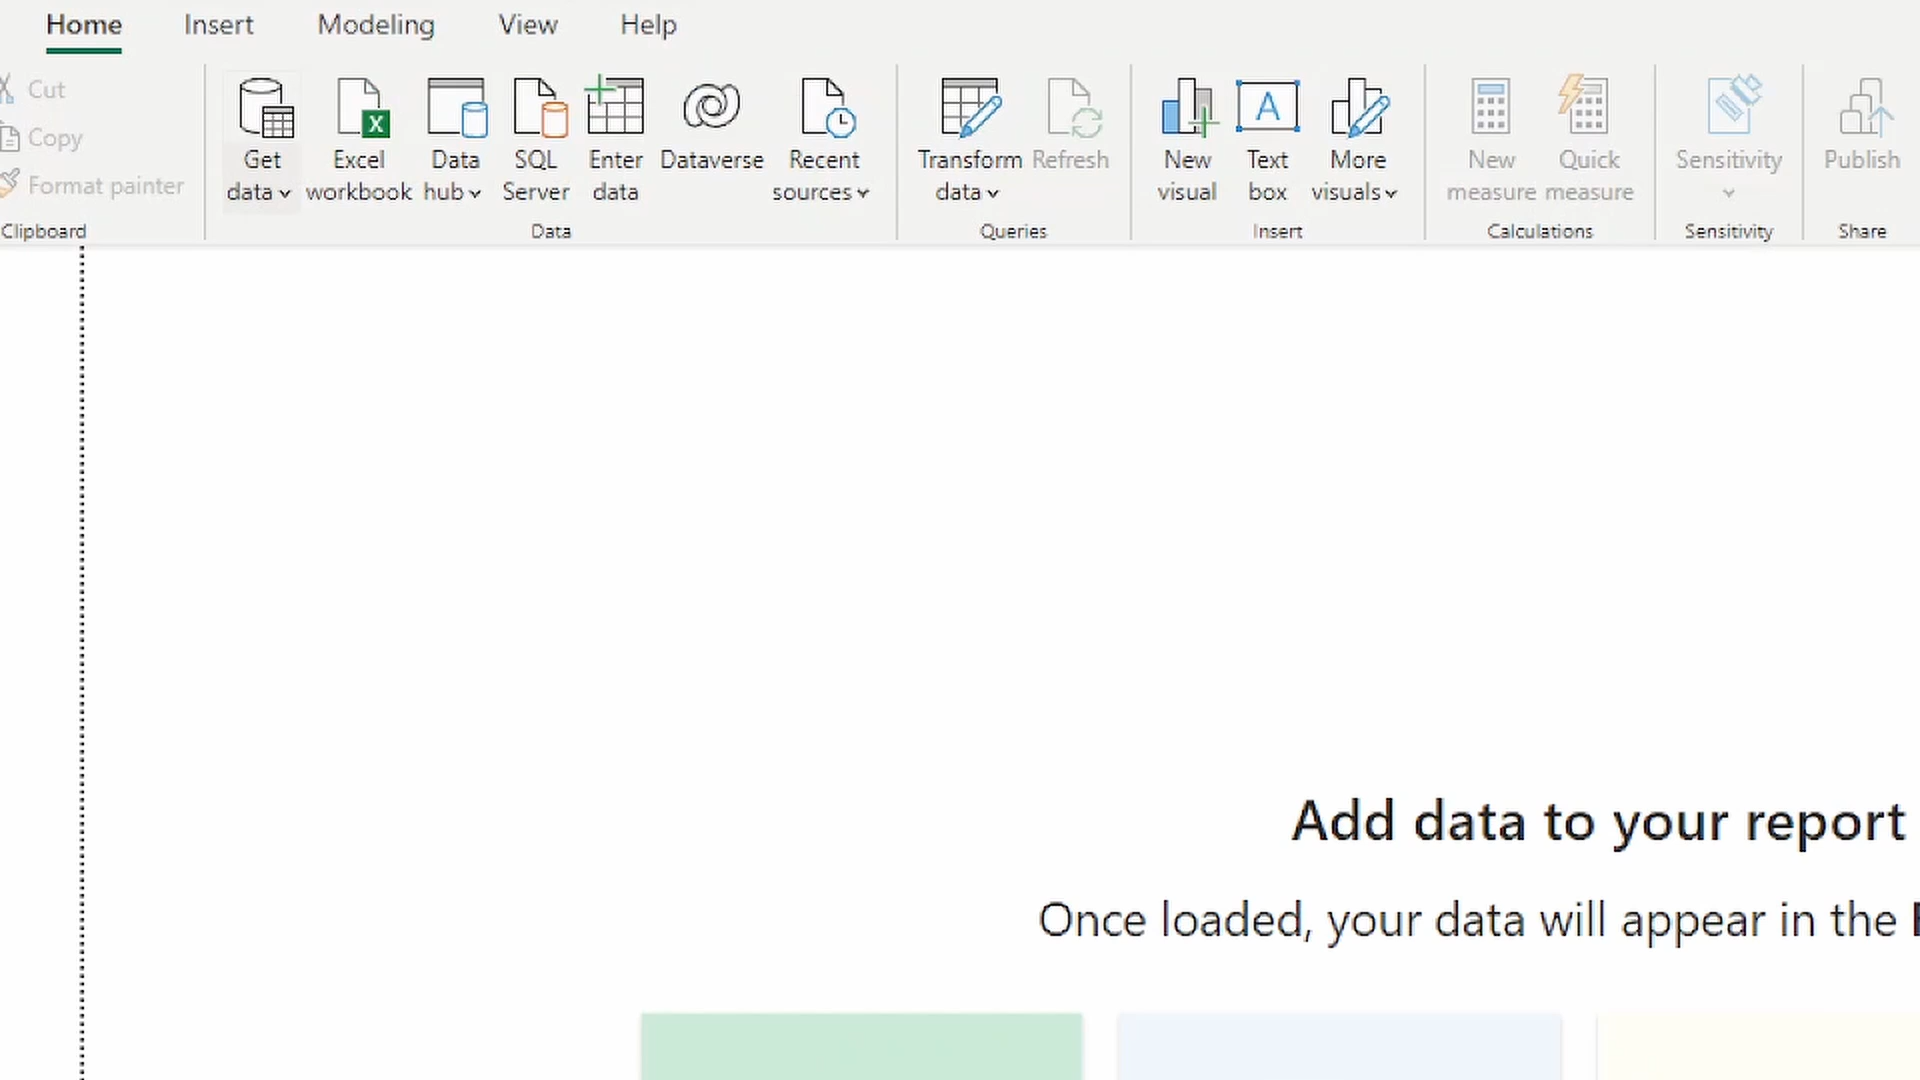 Home Insert Modeling View Help
Cut
Copy
Format painter
Clipboard
Get data
Excel workbook
X
Data hub
SQL Server
Enter data
Dataverse
Recent sources
Data
Transform data
Refresh
Queries
New visual
A
Text box
More visuals
Insert
New measure
Quick measure
Calculations
Sensitivity
Sensitivity
Publish
Share
Add data to your report
Once loaded, your data will appear in the